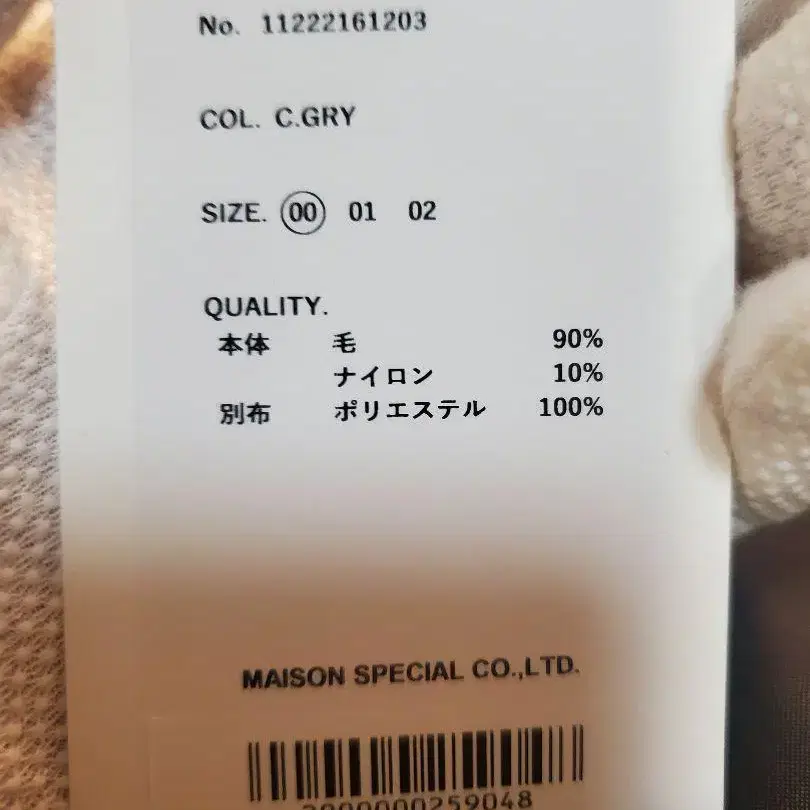 No. 11222161203
COL. C.GRY
SIZE. 00 01 02
QUALITY.
本体 毛 90%
ナイロン 10%
別布 ポリエステル 100%
MAISON SPECIAL CO.,LTD.